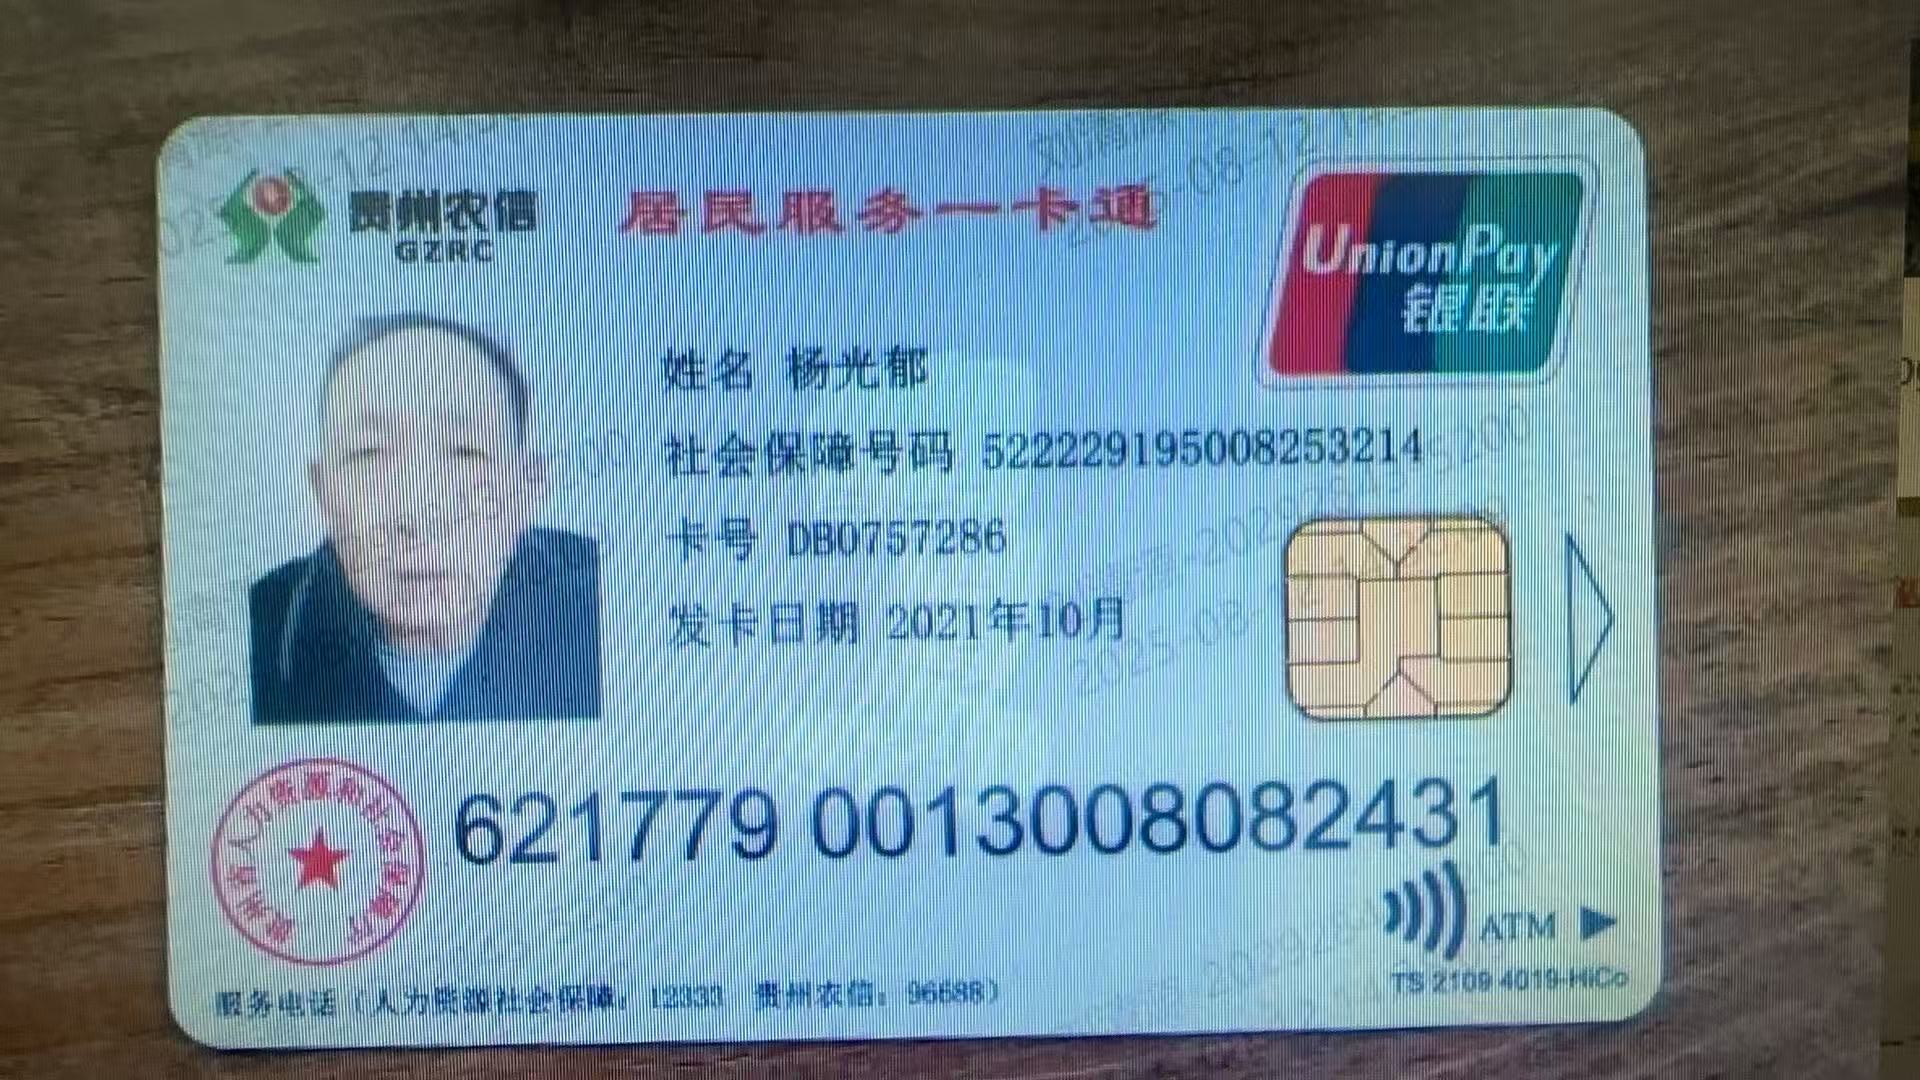 贵州农信
GZRC
居民服务一卡通
UnionPay
银联
姓名 杨光郁
社会保障号码 522229195008253214
卡号 DB0757286
发卡日期 2021年10月
621779 0013008082431
ATM
TS 2109 4019-HiCo
服务电话（人力资源社会保障：12333 贵州农信：96688）